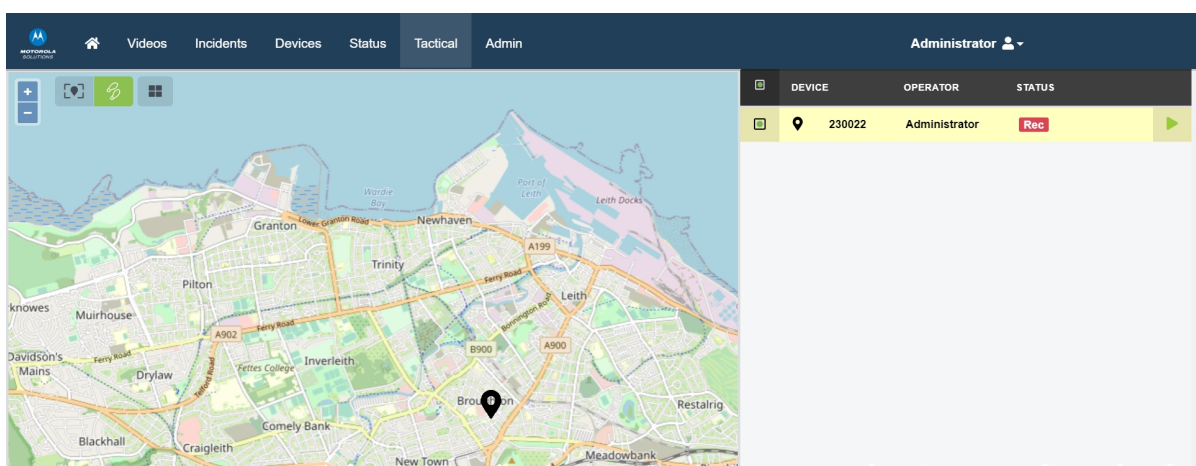 MOTOROLA
SOLUTIONS
Videos
Incidents
Devices
Status
Tactical
Admin
Administrator
DEVICE
OPERATOR
STATUS
230022
Administrator
Rec
+
−
Wardie
Bay
Port of
Leith
Leith Docks
Granton
Lower Granton Road
Newhaven
A199
Trinity
Ferry Road
Pilton
Leith
knowes
Muirhouse
Bonnington Road
A902
Ferry Road
B900
A900
Davidson's
Mains
Ferry Road
Drylaw
Telford Road
Fettes College
Inverleith
Restalrig
Comely Bank
Blackhall
Craigleith
New Town
Meadowbank